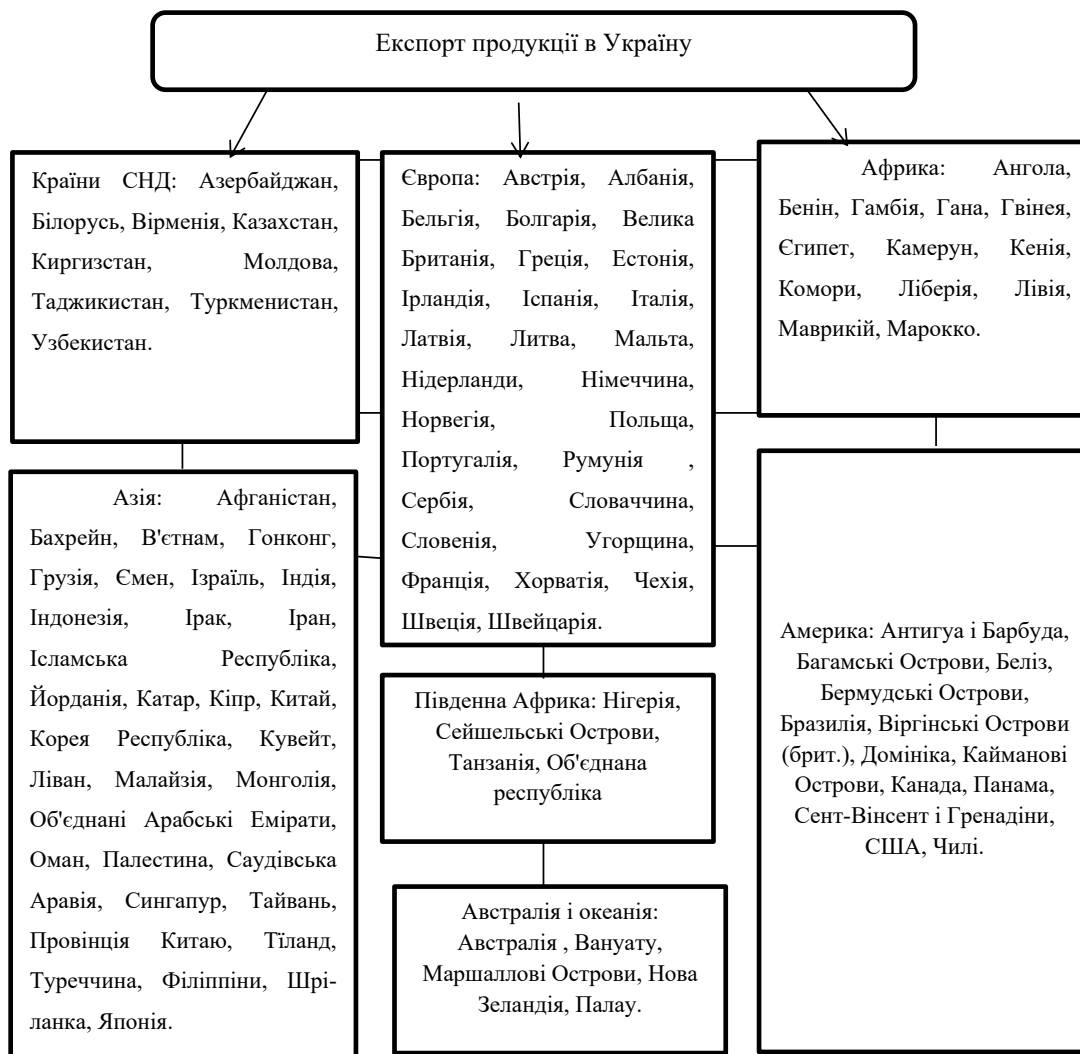 Експорт продукції в Україну
Країни СНД: Азербайджан,
Білорусь, Вірменія, Казахстан,
Киргизстан, Молдова,
Таджикистан, Туркменистан,
Узбекистан.
Європа: Австрія, Албанія,
Бельгія, Болгарія, Велика
Британія, Греція, Естонія,
Ірландія, Іспанія, Італія,
Латвія, Литва, Мальта,
Нідерланди, Німеччина,
Норвегія, Польща,
Португалія, Румунія ,
Сербія, Словаччина,
Словенія, Угорщина,
Франція, Хорватія, Чехія,
Швеція, Швейцарія.
Африка: Ангола,
Бенін, Гамбія, Гана, Гвінея,
Єгипет, Камерун, Кенія,
Комори, Ліберія, Лівія,
Маврикій, Марокко.
Азія: Афганістан,
Бахрейн, В'єтнам, Гонконг,
Грузія, Ємен, Ізраїль, Індія,
Індонезія, Ірак, Іран,
Ісламська Республіка,
Йорданія, Катар, Кіпр, Китай,
Корея Республіка, Кувейт,
Ліван, Малайзія, Монголія,
Об'єднані Арабські Емірати,
Оман, Палестина, Саудівська
Аравія, Сингапур, Тайвань,
Провінція Китаю, Тїланд,
Туреччина, Філіппіни, Шрі-
ланка, Японія.
Південна Африка: Нігерія,
Сейшельські Острови,
Танзанія, Об'єднана
республіка
Австралія і океанія:
Австралія , Вануату,
Маршаллові Острови, Нова
Зеландія, Палау.
Америка: Антигуа і Барбуда,
Багамські Острови, Беліз,
Бермудські Острови,
Бразилія, Віргінські Острови
(брит.), Домініка, Кайманові
Острови, Канада, Панама,
Сент-Вінсент і Гренадіни,
США, Чилі.